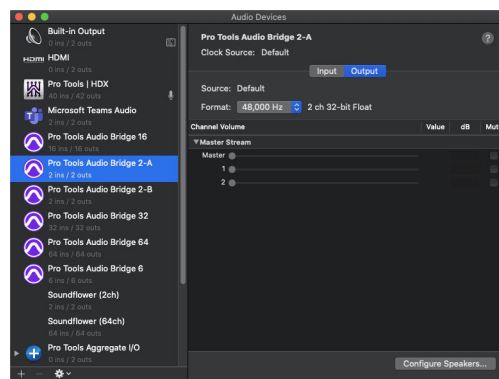 Audio Devices
Built-in Output
0 ins / 2 outs
HDMI
HDMI
0 ins / 2 outs
Pro Tools | HDX
40 ins / 42 outs
Microsoft Teams Audio
2 ins / 2 outs
Pro Tools Audio Bridge 16
16 ins / 16 outs
Pro Tools Audio Bridge 2-A
2 ins / 2 outs
Pro Tools Audio Bridge 2-B
2 ins / 2 outs
Pro Tools Audio Bridge 32
32 ins / 32 outs
Pro Tools Audio Bridge 64
64 ins / 64 outs
Pro Tools Audio Bridge 6
6 ins / 6 outs
Soundflower (2ch)
2 ins / 2 outs
Soundflower (64ch)
64 ins / 64 outs
Pro Tools Aggregate I/O
0 ins / 2 outs
Pro Tools Audio Bridge 2-A
?
Clock Source: Default
Input Output
Source: Default
Format: 48,000 Hz 2 ch 32-bit Float
Channel Volume Value dB Mut
Master Stream
Master
1
2
Configure Speakers...